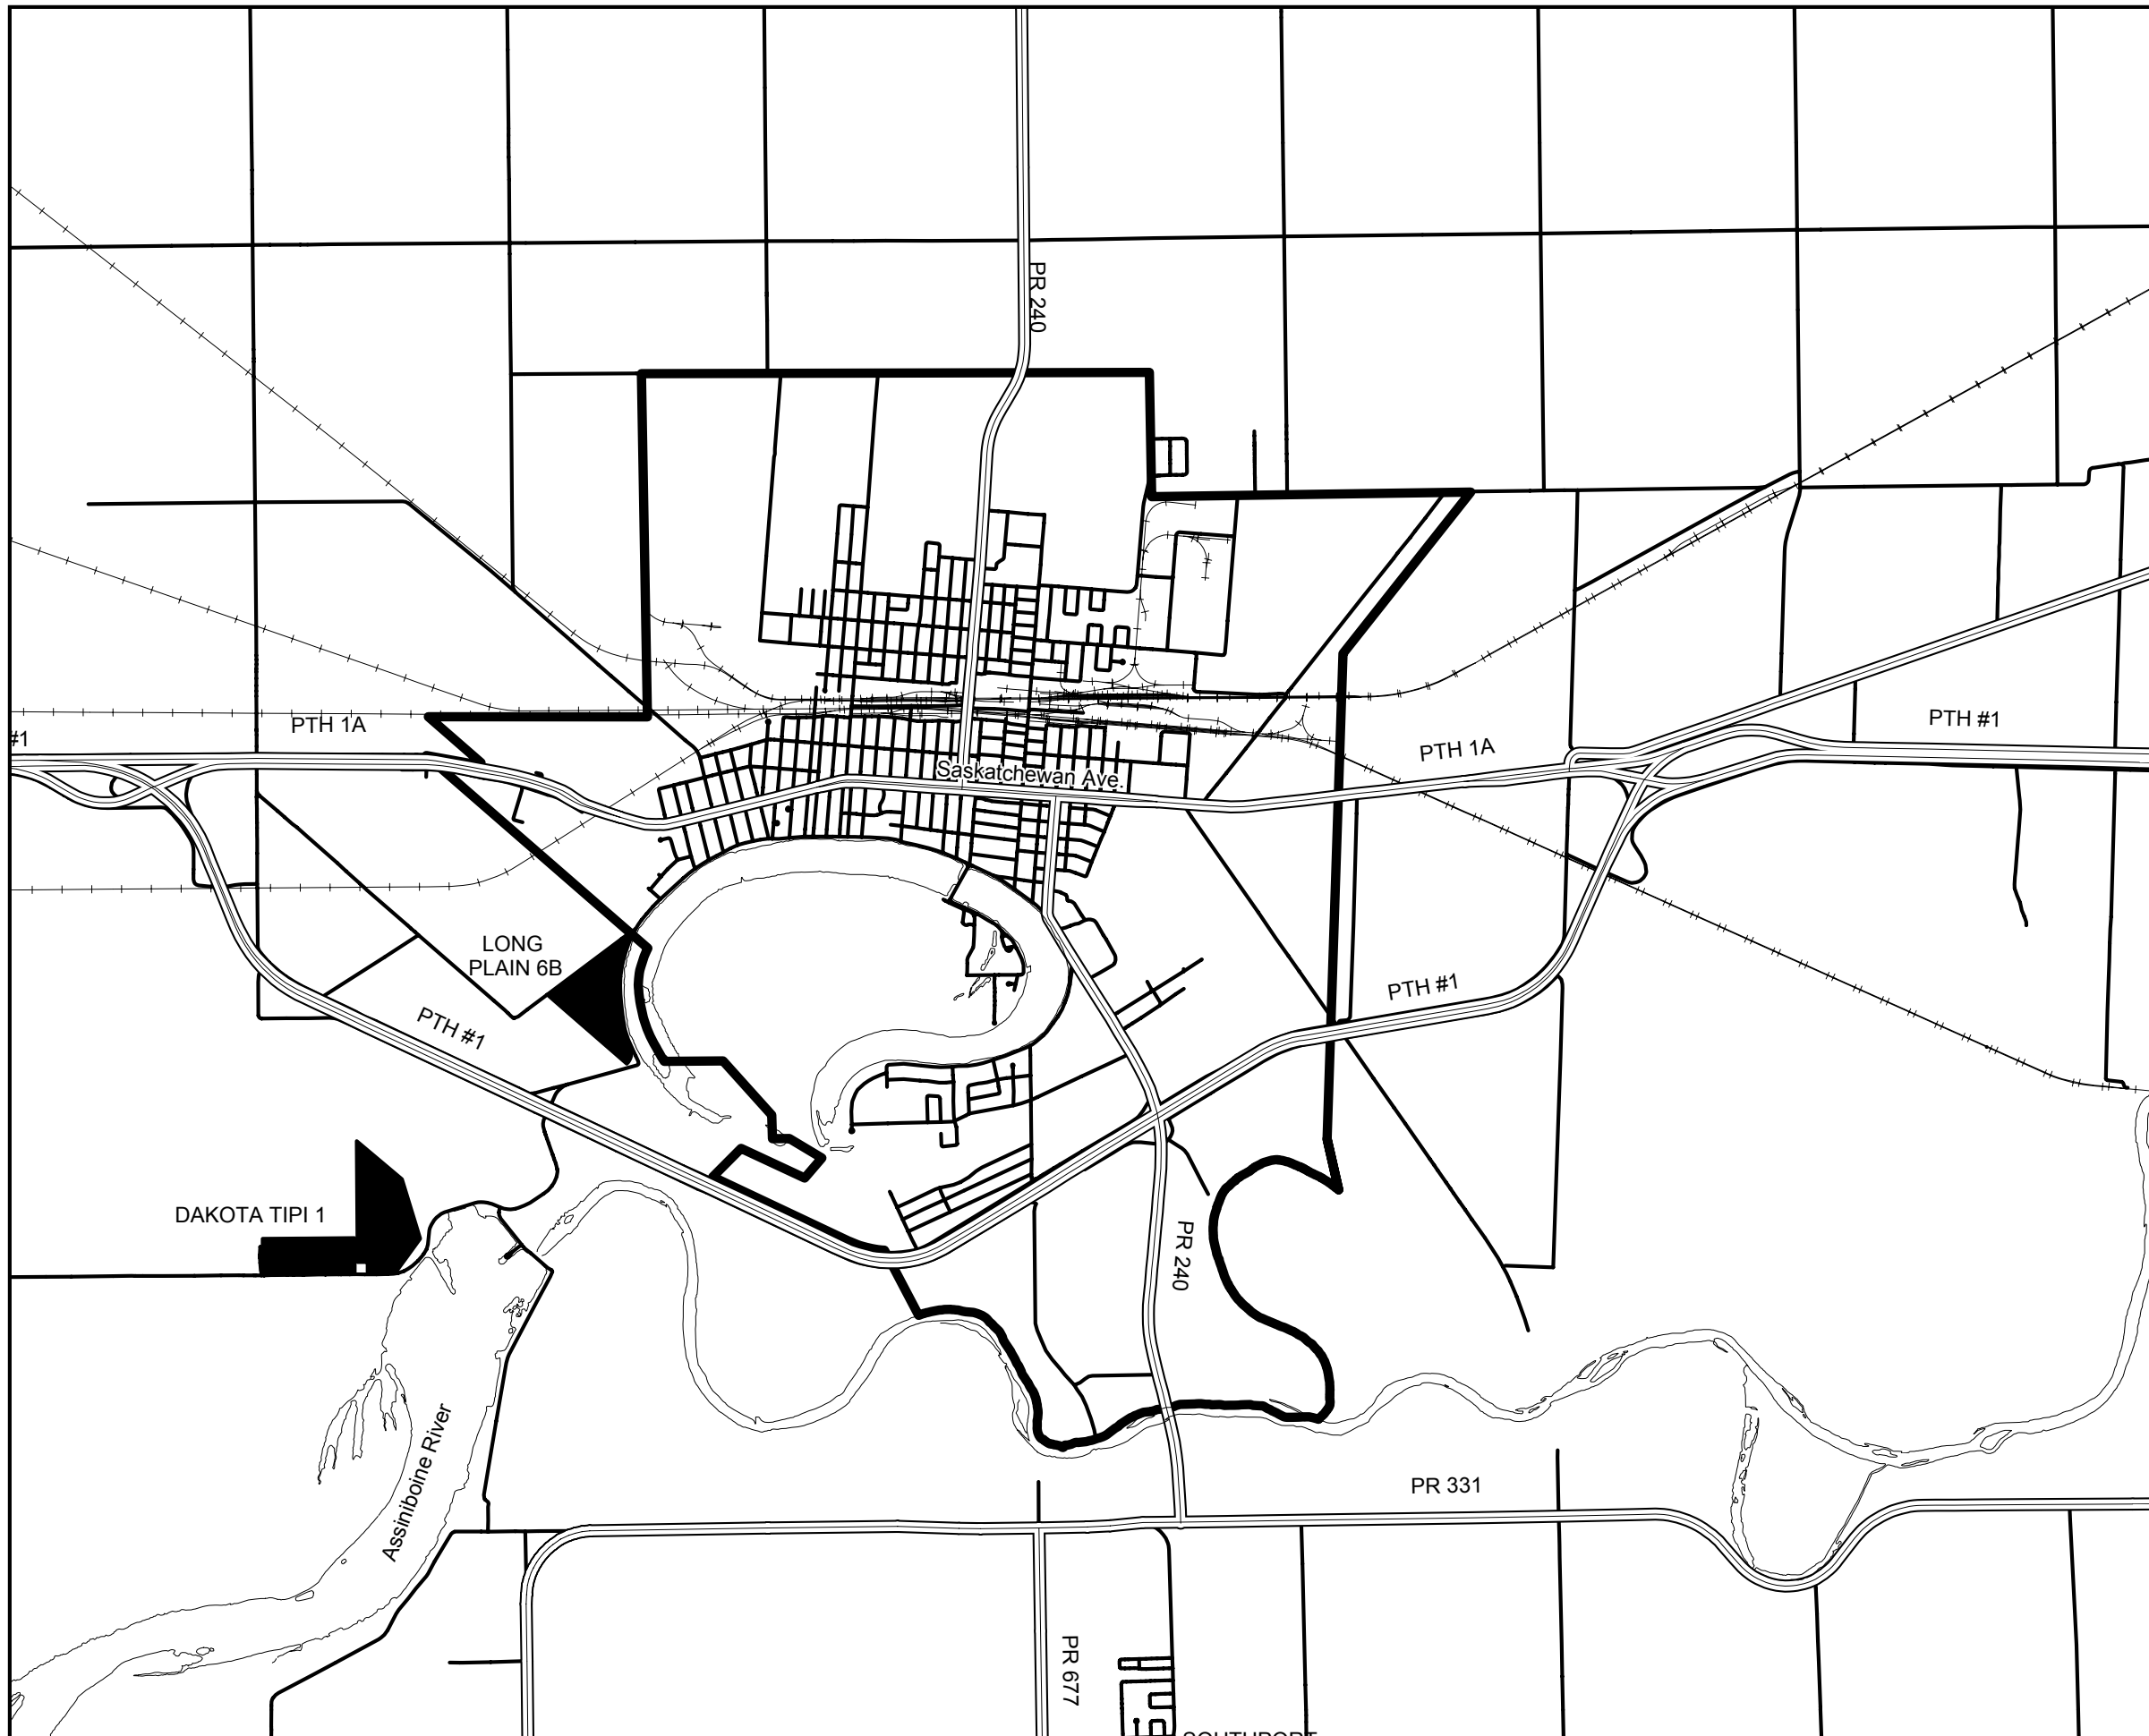 PR 240
PTH 1A
#1
PTH #1
PTH 1A
Saskatchewan Ave.
LONG
PLAIN 6B
PTH #1
PTH #1
DAKOTA TIPI 1
PR 240
Assiniboine River
PR 331
PR 677
SOUTHPORT